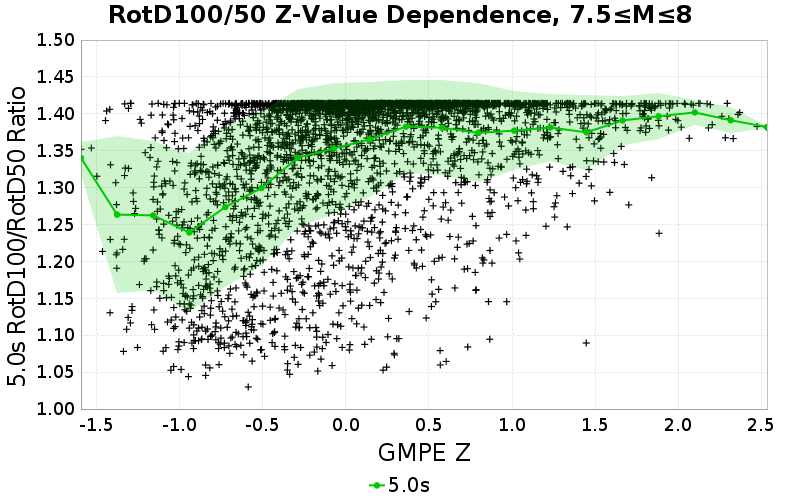 RotD100/50 Z-Value Dependence, 7.5≤M≤8
5.0s RotD100/RotD50 Ratio
1.50
1.45
1.40
1.35
1.30
1.25
1.20
1.15
1.10
1.05
1.00
-1.5 -1.0 -0.5 0.0 0.5 1.0 1.5 2.0 2.5
GMPE Z
5.0s